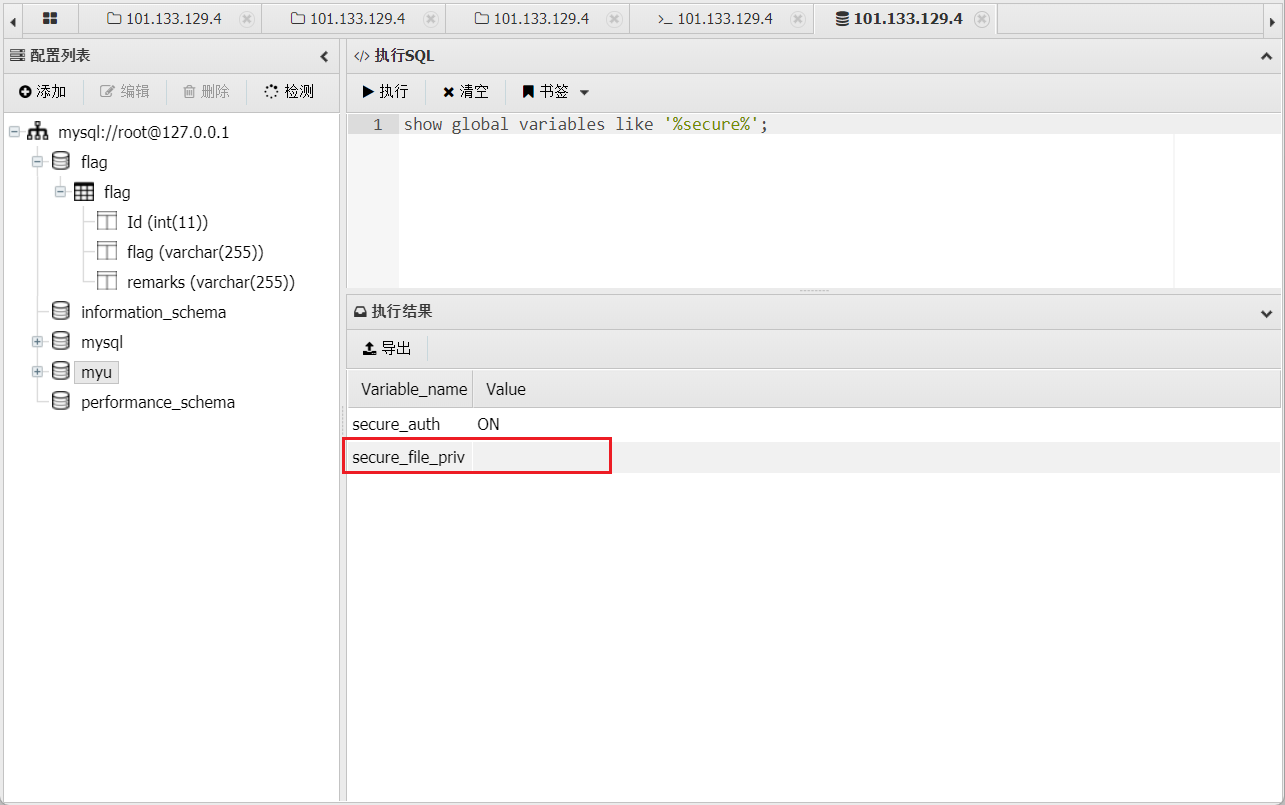 101.133.129.4 101.133.129.4 101.133.129.4 >_ 101.133.129.4 101.133.129.4
配置列表
添加 编辑 删除 检测
mysql://root@127.0.0.1
flag
flag
Id (int(11))
flag (varchar(255))
remarks (varchar(255))
information_schema
mysql
myu
performance_schema
</> 执行SQL
执行 清空 书签
1 show global variables like '%secure%';
执行结果
导出
Variable_name Value
secure_auth ON
secure_file_priv